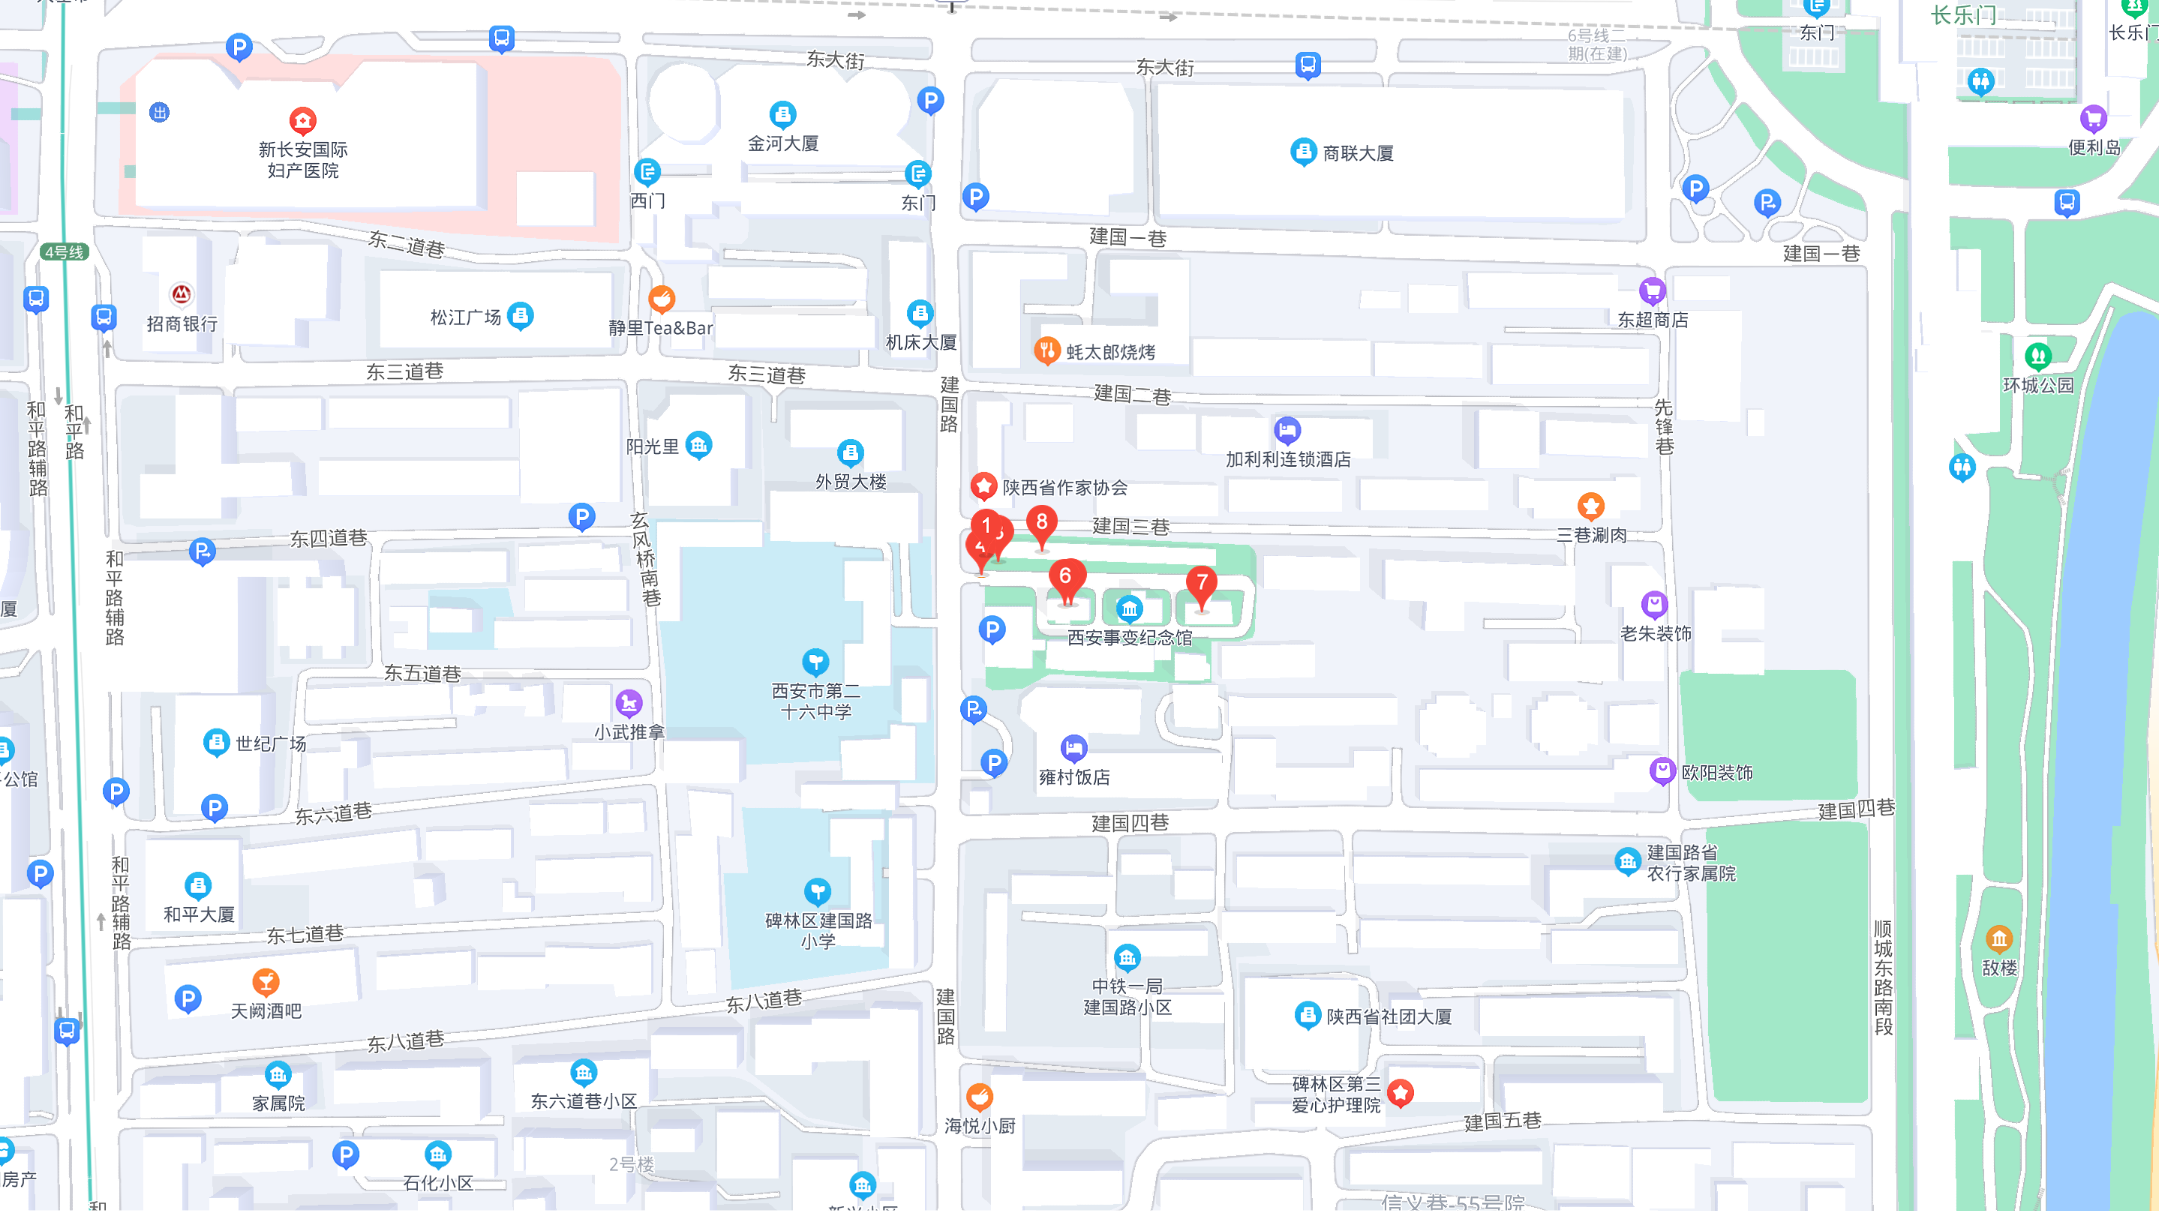 长乐门
东门
长乐门
6号线二
期(在建)
东大街
东大街
P
P
出
新长安国际
妇产医院
金河大厦
商联大厦
便利岛
西门
东门
P
P
P
东二道巷
建国一巷
建国一巷
4号线
招商银行
松江广场
静里Tea&Bar
机床大厦
蚝太郎烧烤
东超商店
环城公园
东三道巷
东三道巷
建国二巷
和平路辅路
和平路
建国路
先锋巷
阳光里
外贸大楼
加利利连锁酒店
陕西省作家协会
三巷涮肉
P
P
东四道巷
玄风桥南巷
建国三巷
1
8
4
6
7
和平路辅路
厦
P
西安事变纪念馆
老朱装饰
东五道巷
西安市第二
十六中学
小武推拿
P
世纪广场
公馆
雍村饭店
P
欧阳装饰
P
P
东六道巷
建国四巷
建国四巷
和平路辅路
P
和平大厦
碑林区建国路
小学
建国路省
农行家属院
东七道巷
顺城东路南段
敌楼
天阙酒吧
P
东八道巷
东八道巷
建国路
中铁一局
建国路小区
陕西省社团大厦
家属院
东六道巷小区
海悦小厨
碑林区第三
爱心护理院
建国五巷
P
石化小区
2号楼
房产
信义巷-55号院
和